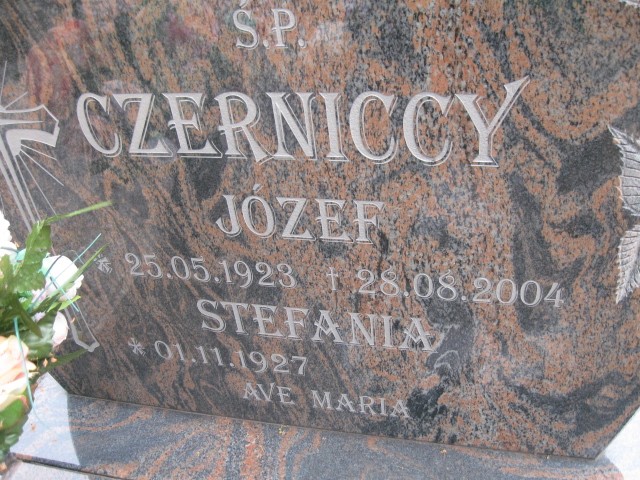 Ś.P.
CZERNICCY
JÓZEF
* 25.05.1923 † 28.08.2004
STEFANIA
* 01.11.1927
AVE MARIA